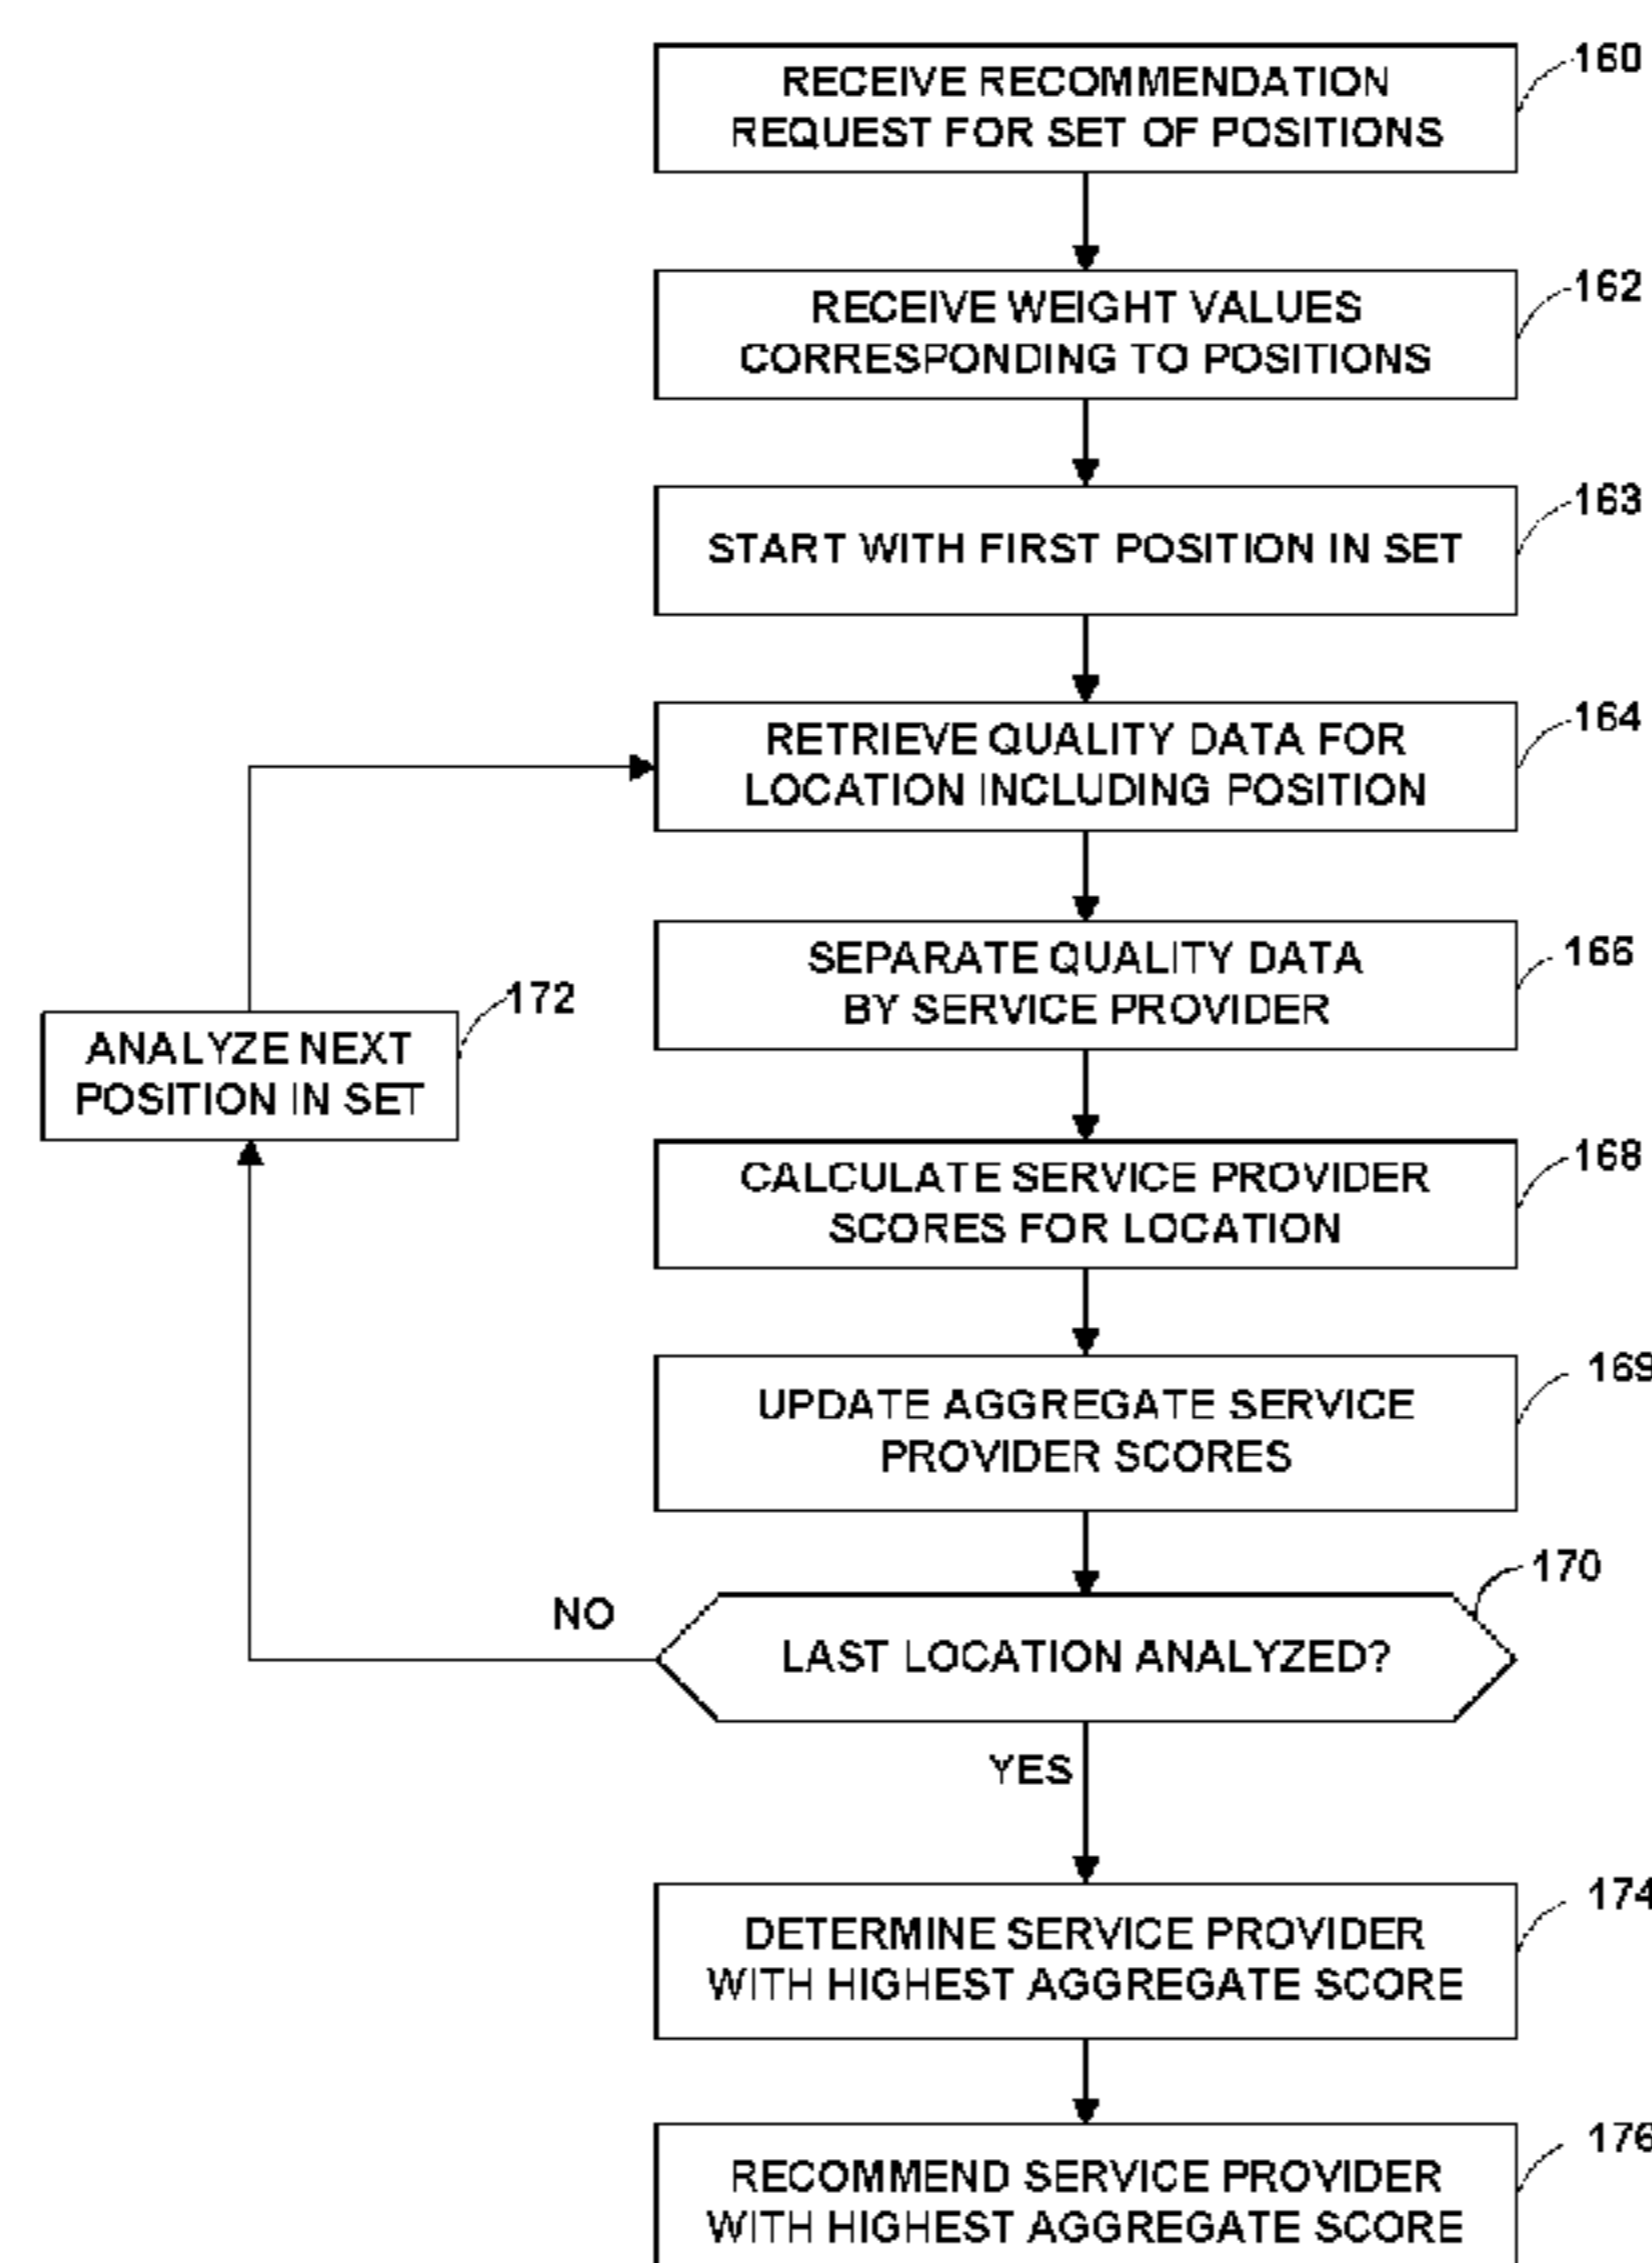 160
RECEIVE RECOMMENDATION
REQUEST FOR SET OF POSITIONS
162
RECEIVE WEIGHT VALUES
CORRESPONDING TO POSITIONS
163
START WITH FIRST POSITION IN SET
164
RETRIEVE QUALITY DATA FOR
LOCATION INCLUDING POSITION
166
SEPARATE QUALITY DATA
BY SERVICE PROVIDER
172
ANALYZE NEXT
POSITION IN SET
168
CALCULATE SERVICE PROVIDER
SCORES FOR LOCATION
169
UPDATE AGGREGATE SERVICE
PROVIDER SCORES
170
NO
LAST LOCATION ANALYZED?
YES
174
DETERMINE SERVICE PROVIDER
WITH HIGHEST AGGREGATE SCORE
176
RECOMMEND SERVICE PROVIDER
WITH HIGHEST AGGREGATE SCORE